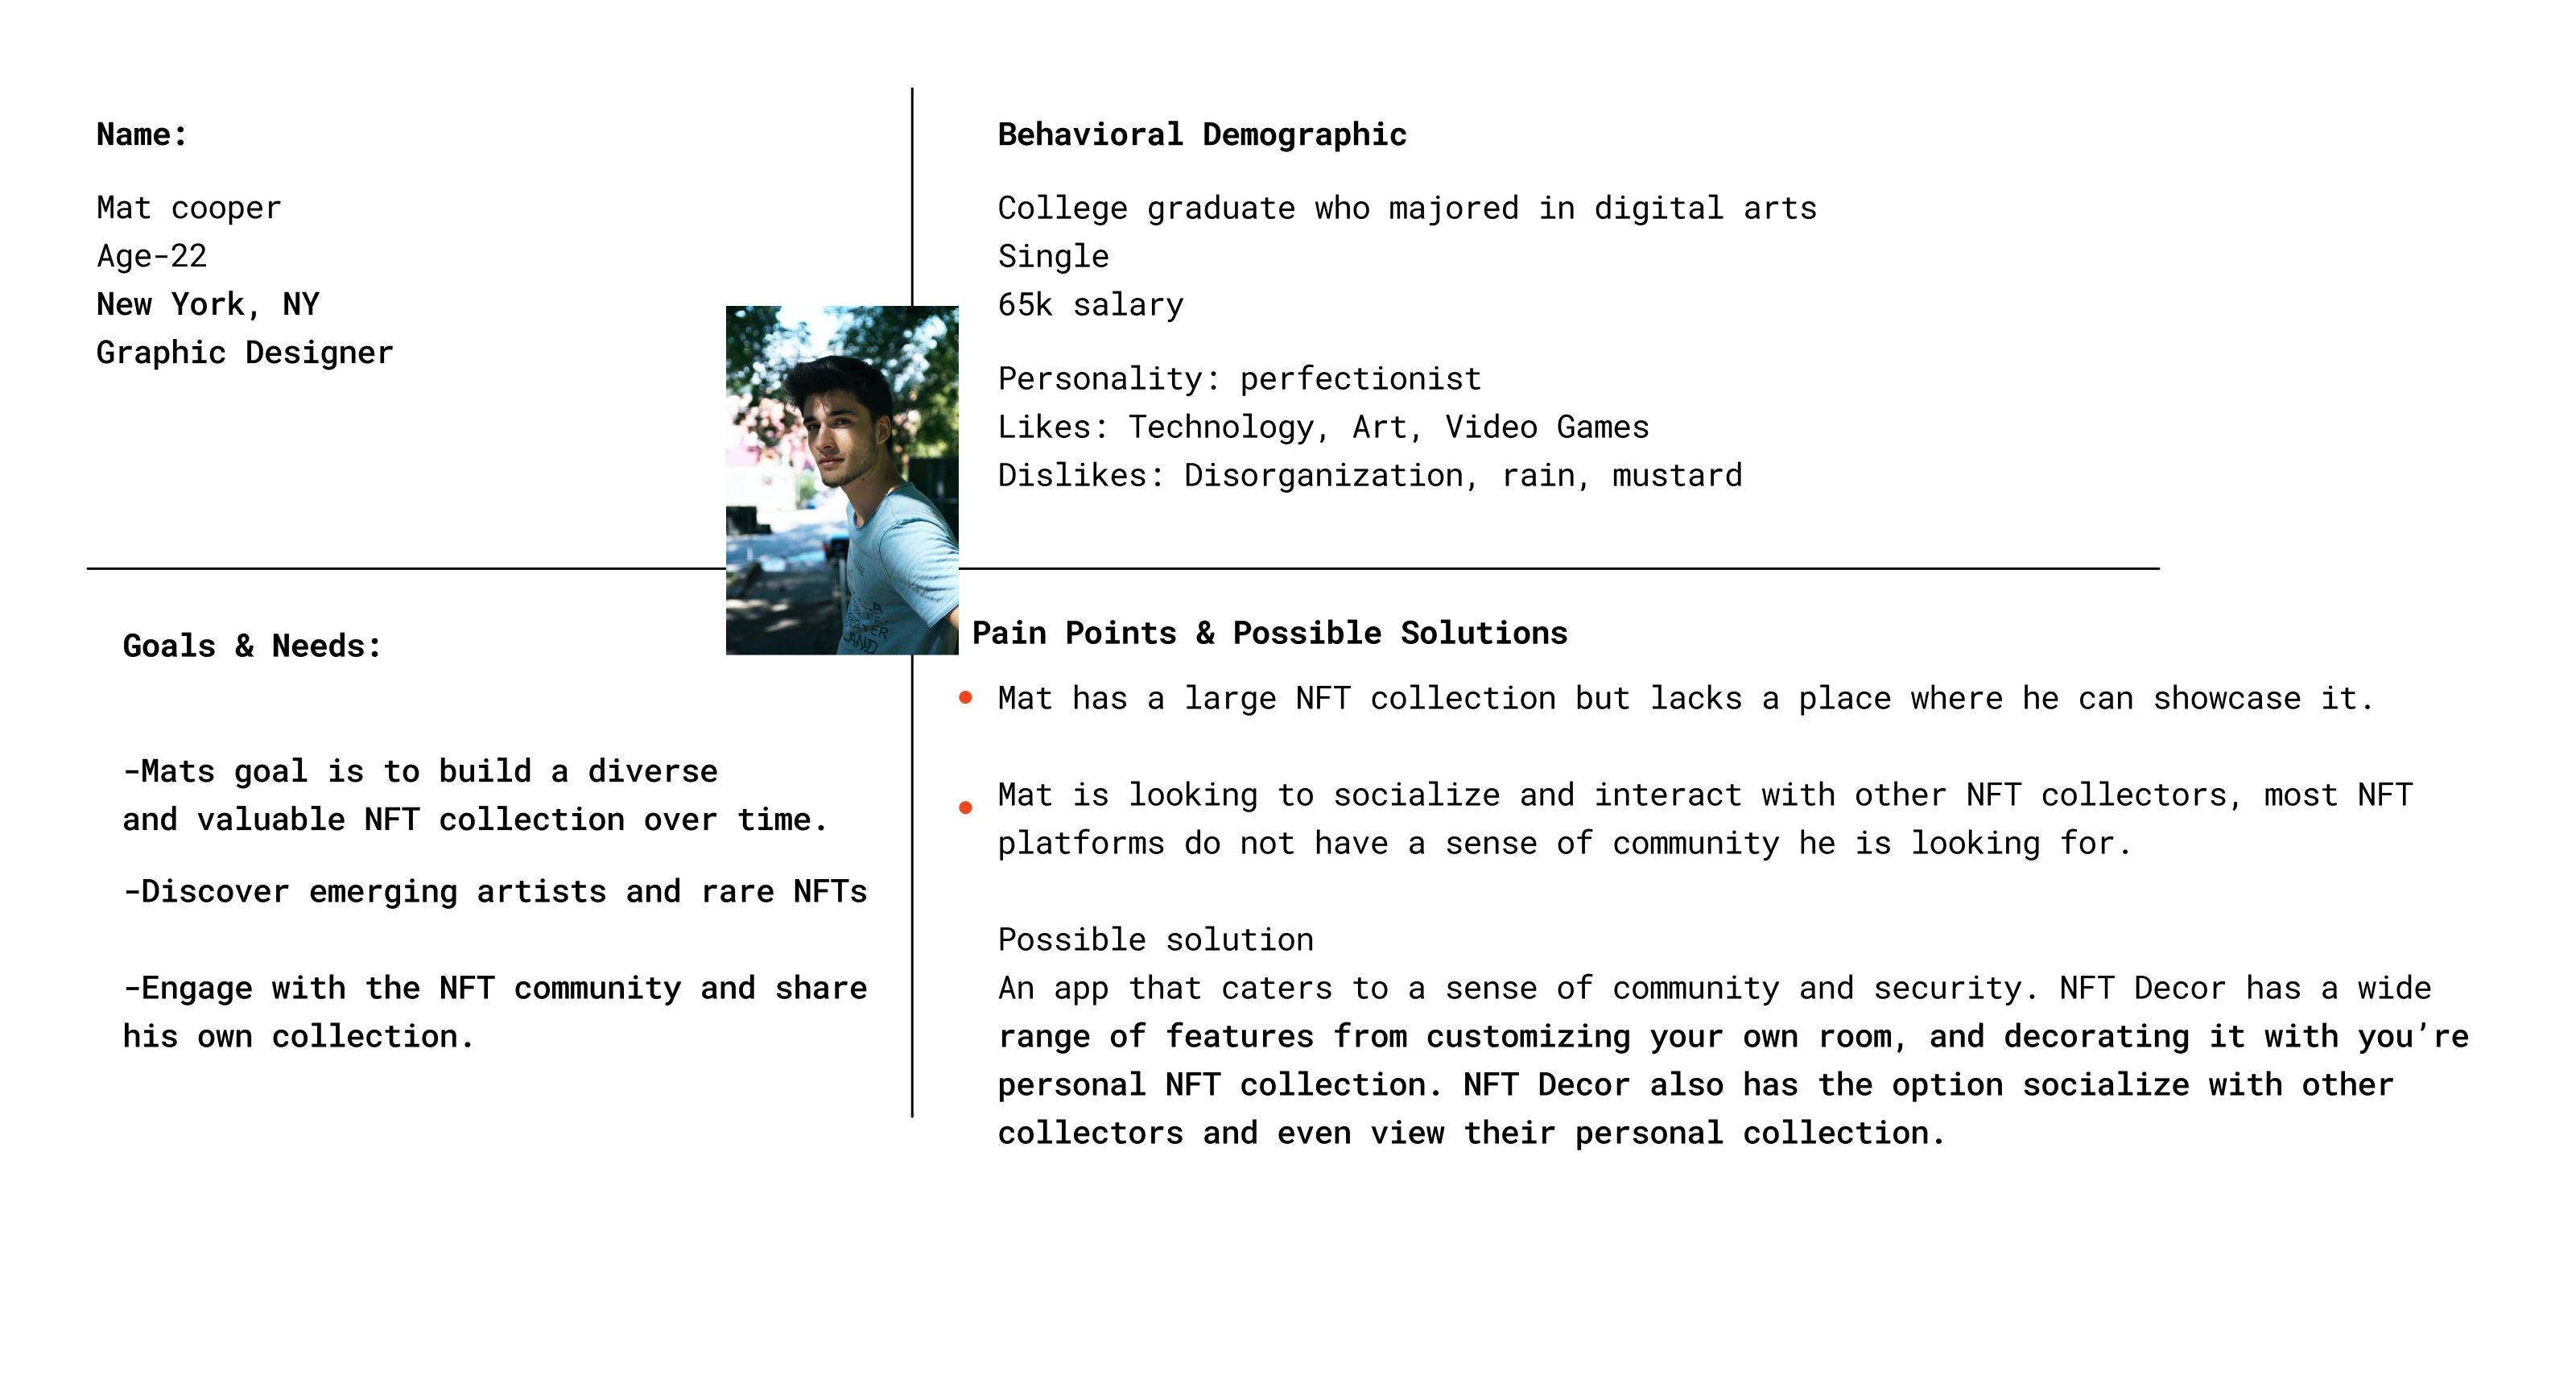 Name:
Mat cooper
Age-22
New York, NY
Graphic Designer
Behavioral Demographic
College graduate who majored in digital arts
Single
65k salary
Personality: perfectionist
Likes: Technology, Art, Video Games
Dislikes: Disorganization, rain, mustard
Goals & Needs:
-Mats goal is to build a diverse
and valuable NFT collection over time.
-Discover emerging artists and rare NFTs
-Engage with the NFT community and share
his own collection.
Pain Points & Possible Solutions
Mat has a large NFT collection but lacks a place where he can showcase it.
Mat is looking to socialize and interact with other NFT collectors, most NFT
platforms do not have a sense of community he is looking for.
Possible solution
An app that caters to a sense of community and security. NFT Decor has a wide
range of features from customizing your own room, and decorating it with you’re
personal NFT collection. NFT Decor also has the option socialize with other
collectors and even view their personal collection.